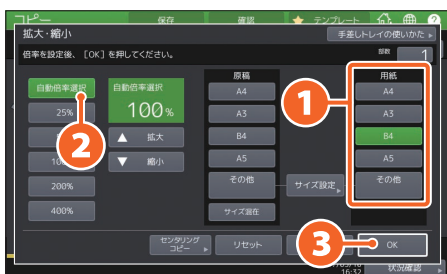 コピー 保存 確認 テンプレート
拡大・縮小
手差しトレイの使いかた
倍率を設定後、[OK]を押してください。
部数 1
原稿
用紙
自動倍率選択
自動倍率選択
100%
25%
拡大
縮小
200%
400%
A4
A3
B4
A5
その他
サイズ混在
サイズ設定
A4
A3
B4
A5
その他
1
2
3
センタリング
コピー
リセット
OK
16:32
状況確認